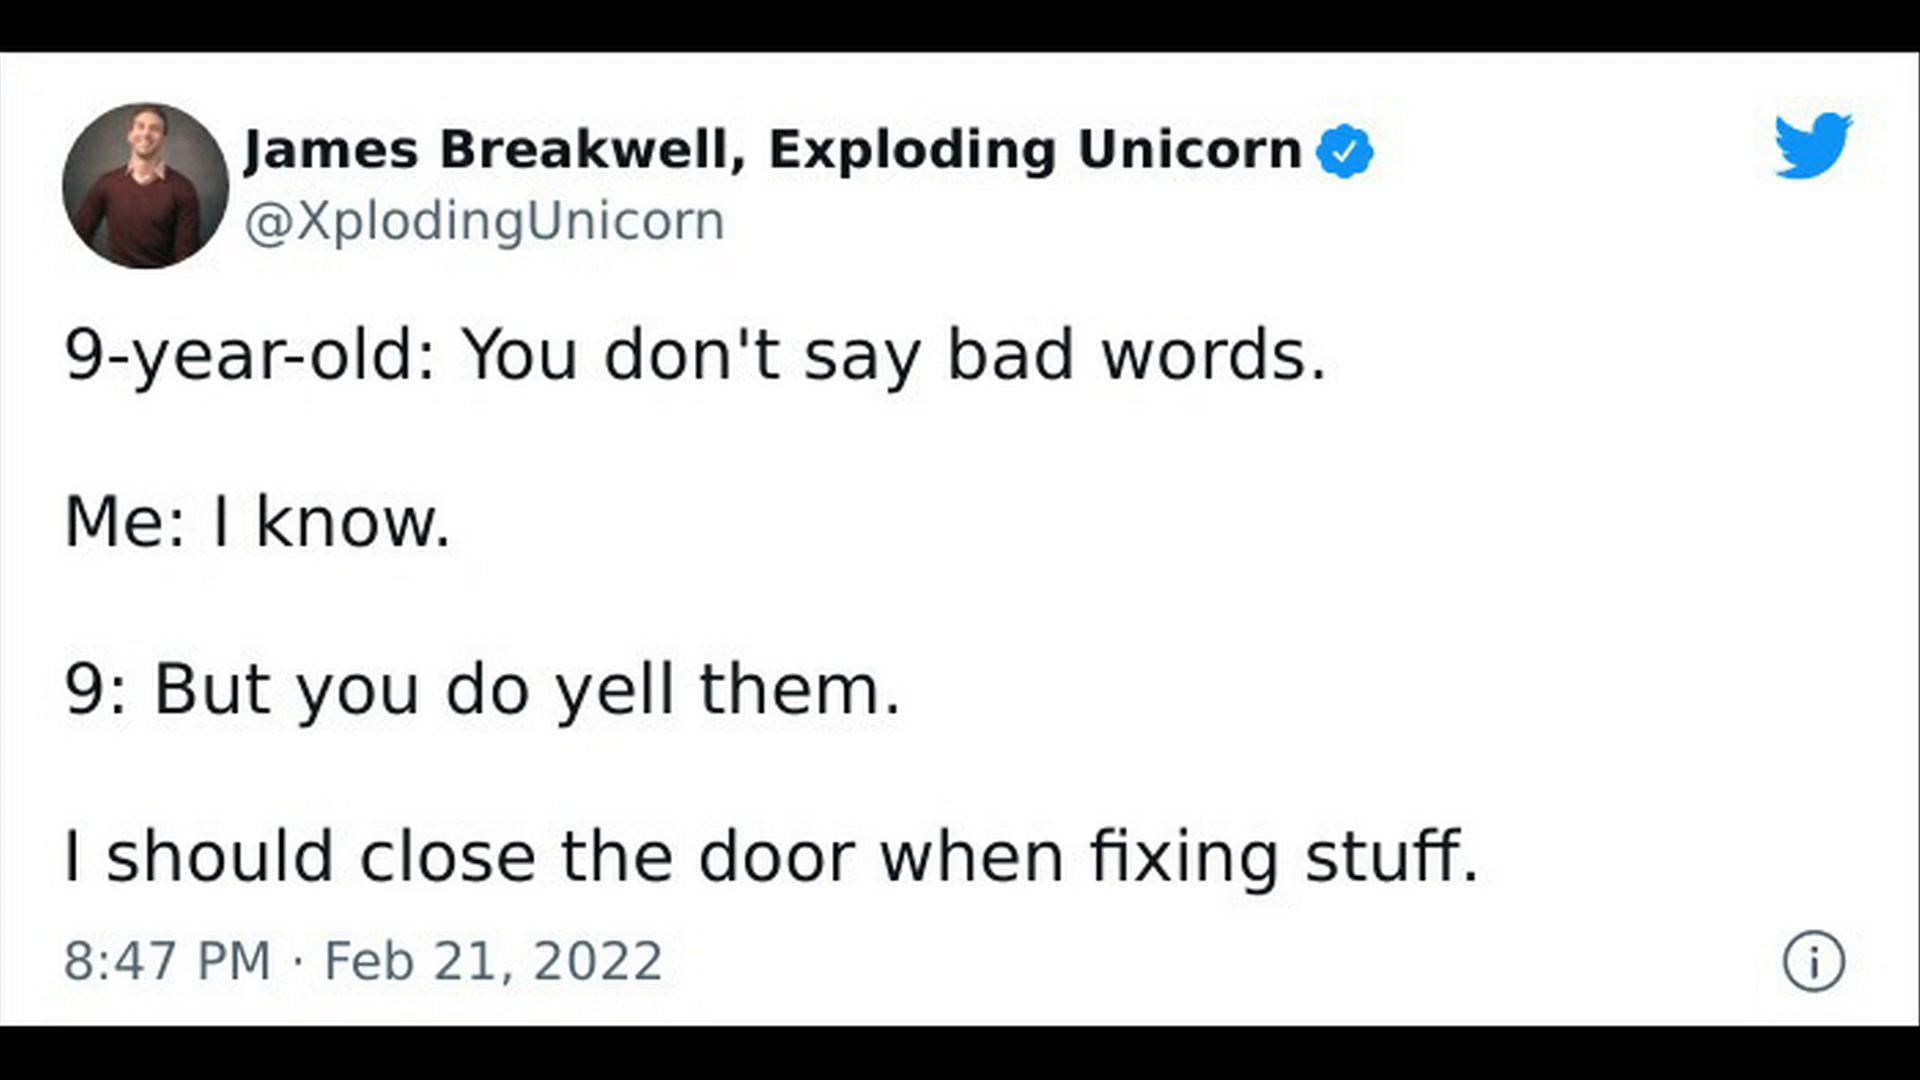 James Breakwell, Exploding Unicorn
@XplodingUnicorn
9-year-old: You don't say bad words.
Me: I know.
9: But you do yell them.
I should close the door when fixing stuff.
8:47 PM · Feb 21, 2022